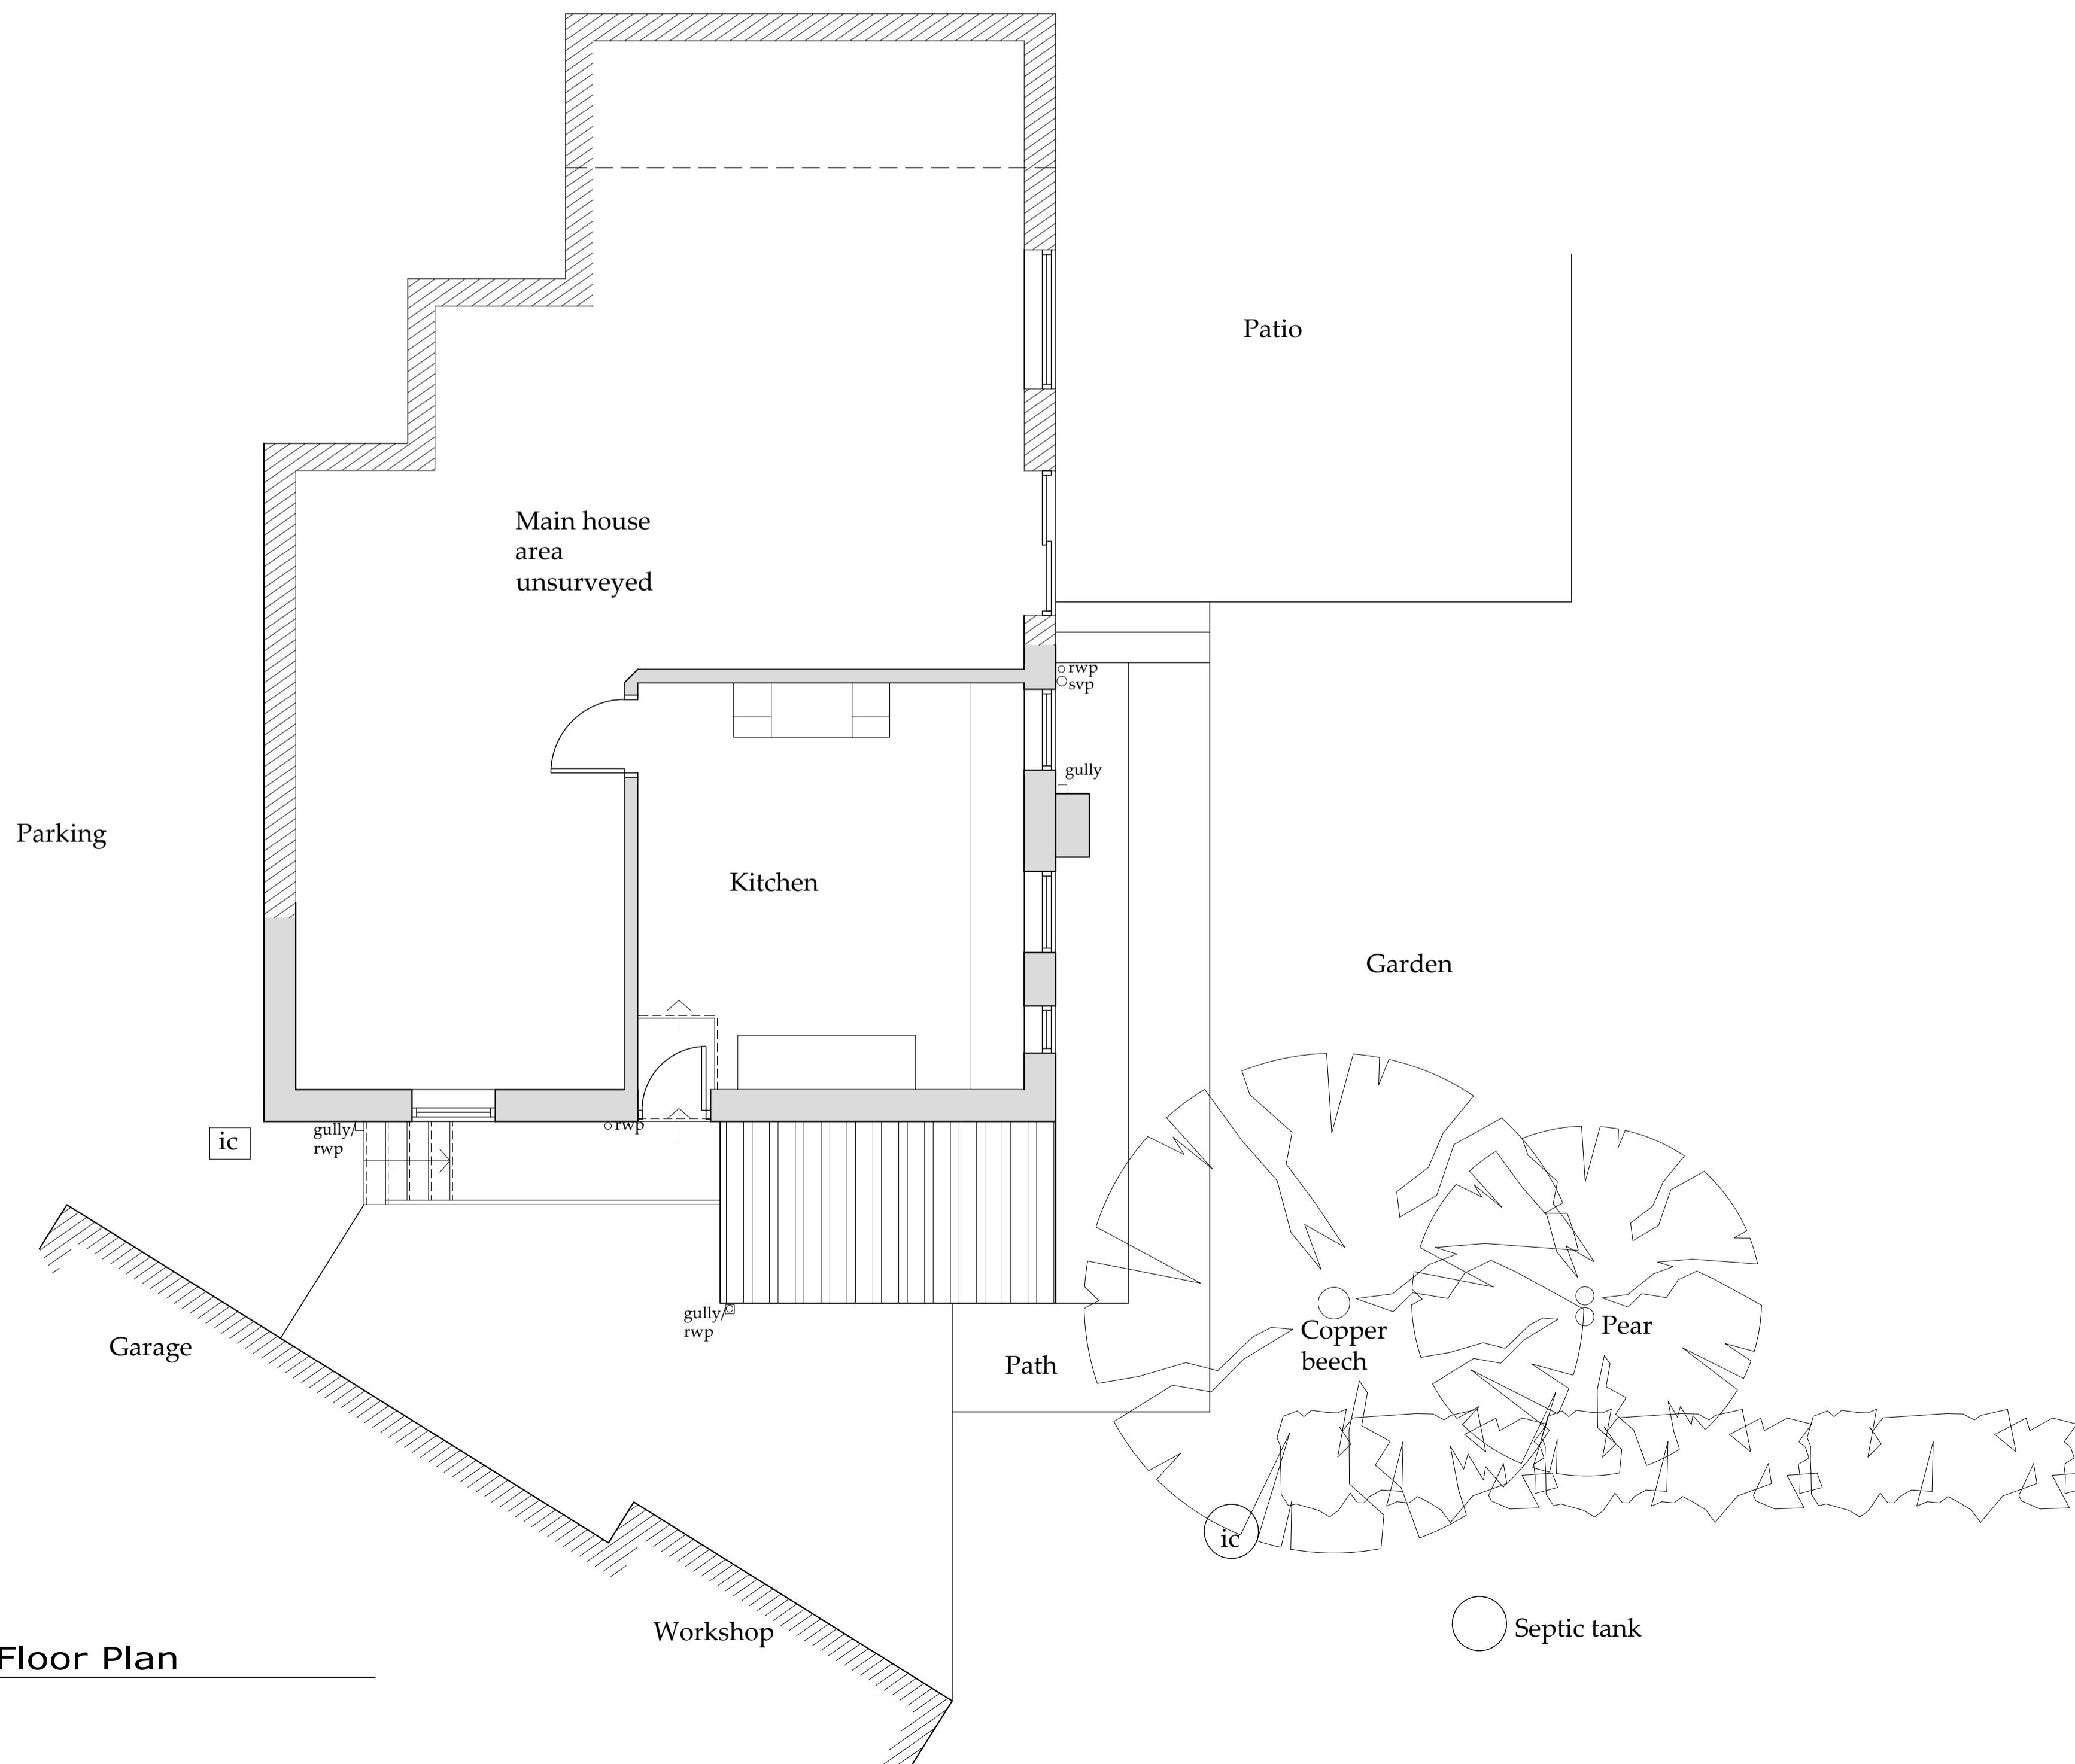 Patio
Main house
area
unsurveyed
rwp
svp
gully
Parking
Kitchen
Garden
gully/
rwp
rwp
ic
gully/
rwp
Garage
Path
Copper
beech
Pear
ic
Workshop
Septic tank
Floor Plan